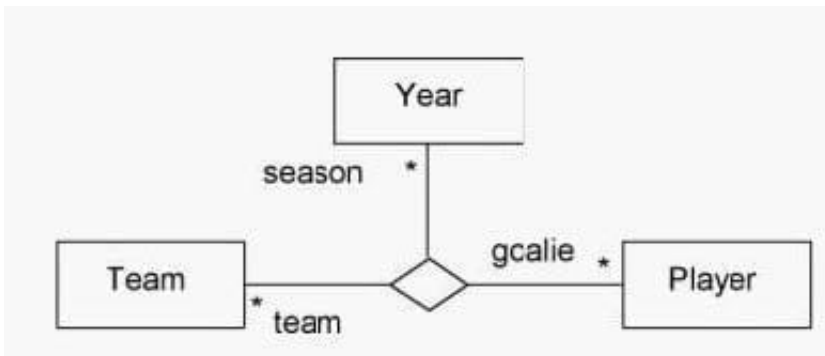 Year
season *
gcalie *
Team
Player
* team